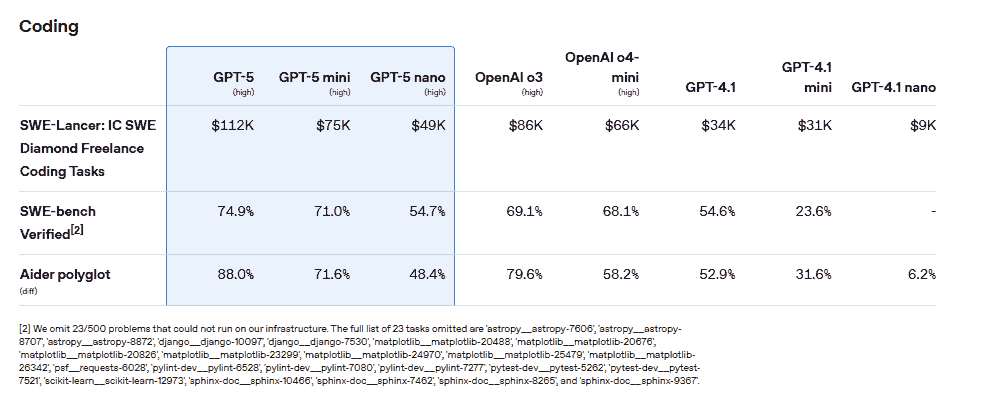 Coding
GPT-5 GPT-5 mini GPT-5 nano OpenAI o3 OpenAI o4-mini GPT-4.1 GPT-4.1 mini GPT-4.1 nano
(high) (high) (high) (high) (high)
SWE-Lancer: IC SWE $112K $75K $49K $86K $66K $34K $31K $9K
Diamond Freelance
Coding Tasks
SWE-bench 74.9% 71.0% 54.7% 69.1% 68.1% 54.6% 23.6% -
Verified[2]
Aider polyglot 88.0% 71.6% 48.4% 79.6% 58.2% 52.9% 31.6% 6.2%
(diff)
[2] We omit 23/500 problems that could not run on our infrastructure. The full list of 23 tasks omitted are 'astropy__astropy-7606', 'astropy__astropy-
8707', 'astropy__astropy-8872', 'django__django-10097', 'django__django-7530', 'matplotlib__matplotlib-20488', 'matplotlib__matplotlib-20676',
'matplotlib__matplotlib-20826', 'matplotlib__matplotlib-23299', 'matplotlib__matplotlib-24970', 'matplotlib__matplotlib-25479', 'matplotlib__matplotlib-
26342', 'psf__requests-6028', 'pylint-dev__pylint-6528', 'pylint-dev__pylint-7080', 'pylint-dev__pylint-7277', 'pytest-dev__pytest-5262', 'pytest-dev__pytest-
7521', 'scikit-learn__scikit-learn-12973', 'sphinx-doc__sphinx-10466', 'sphinx-doc__sphinx-7462', 'sphinx-doc__sphinx-8265', and 'sphinx-doc__sphinx-9367'.